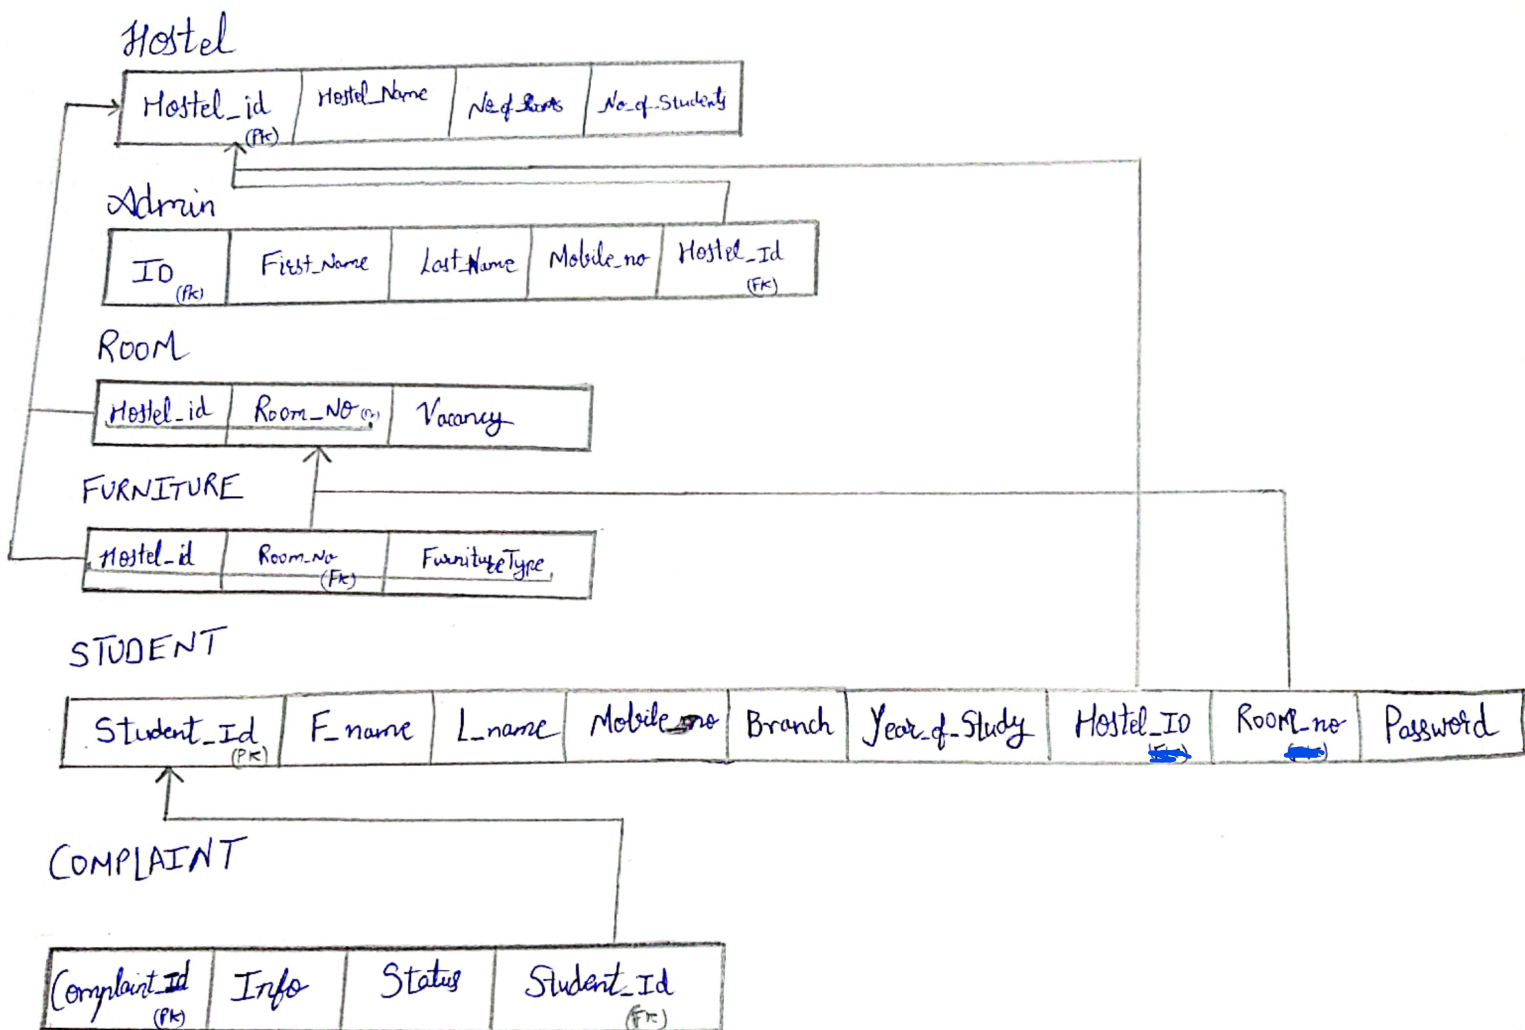 Hostel
Hostel_id (PK) Hostel_Name No_of_Rooms No_of_Students
Admin
ID (PK) First_Name Last_Name Mobile_no Hostel_Id (FK)
ROOM
Hostel_id Room_No Vacancy
FURNITURE
Hostel_id Room_No (FK) FurnitureType
STUDENT
Student_Id (PK) F_name L_name Mobile_no Branch Year_of_Study Hostel_ID Room_no Password
COMPLAINT
Complaint_Id (PK) Info Status Student_Id (FK)